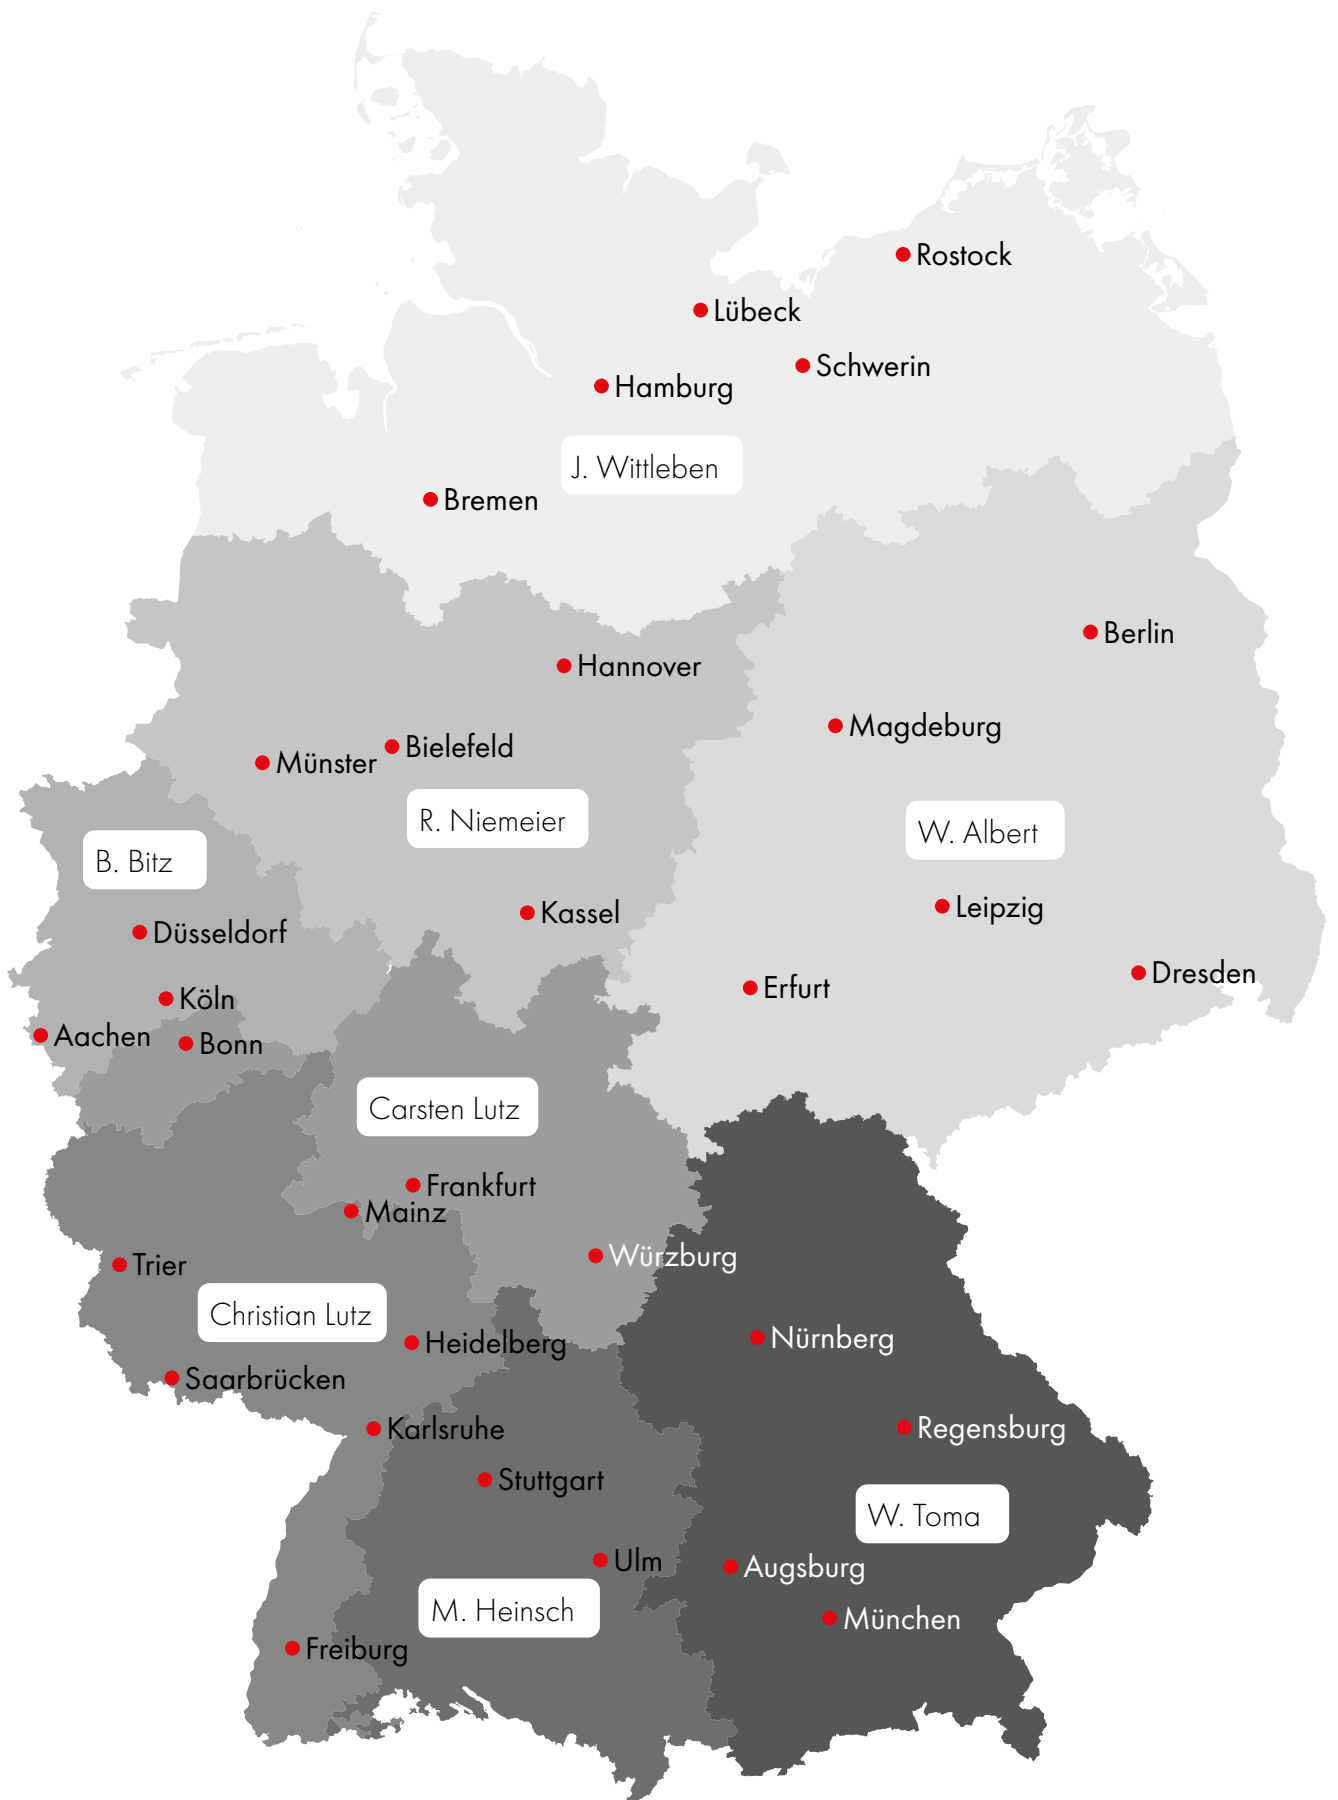 Rostock
Lübeck
Schwerin
Hamburg
J. Wittleben
Bremen
Berlin
Hannover
Magdeburg
Bielefeld
Münster
R. Niemeier
W. Albert
B. Bitz
Leipzig
Kassel
Düsseldorf
Dresden
Erfurt
Köln
Aachen
Bonn
Carsten Lutz
Frankfurt
Mainz
Würzburg
Trier
Christian Lutz
Nürnberg
Heidelberg
Saarbrücken
Regensburg
Karlsruhe
Stuttgart
W. Toma
Ulm
Augsburg
M. Heinsch
München
Freiburg